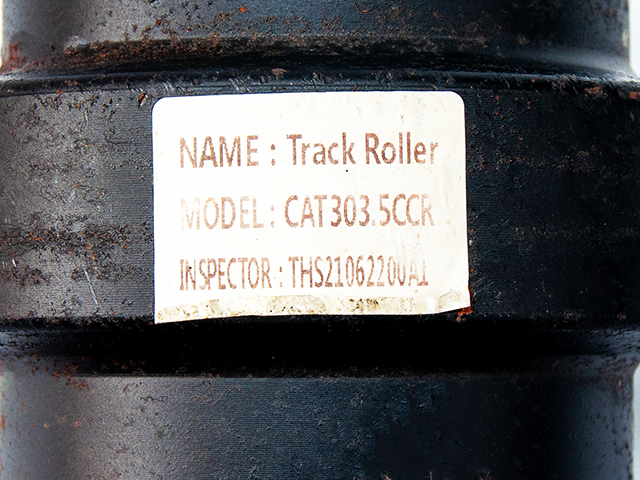 NAME : Track Roller
MODEL : CAT303.5CCR
INSPECTOR : THS21062200A1